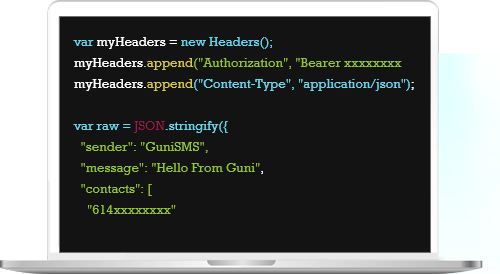 var myHeaders = new Headers();
myHeaders.append("Authorization", "Bearer xxxxxxxx
myHeaders.append("Content-Type", "application/json");
var raw = JSON.stringify({
"sender": "GuniSMS",
"message": "Hello From Guni",
"contacts": [
"614xxxxxxxx"